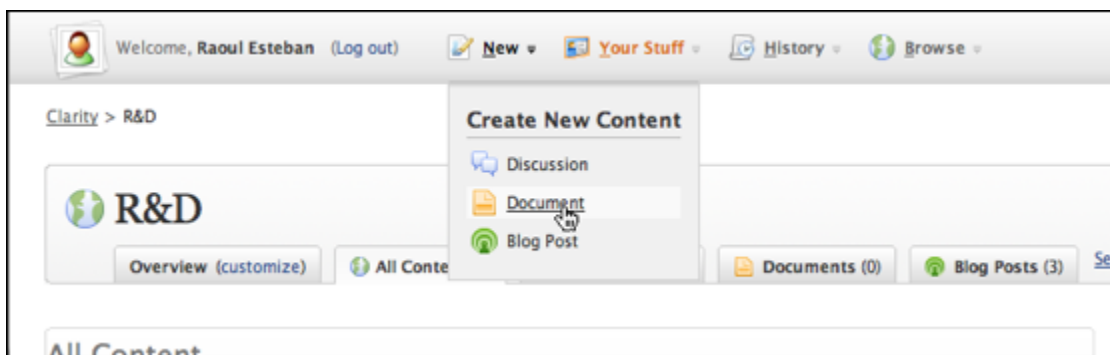 Welcome, Raoul Esteban (Log out) New Your Stuff History Browse
Clarity > R&D
Create New Content
Discussion
Document
Blog Post
R&D
Overview (customize) All Conte Documents (0) Blog Posts (3) Se
All Content